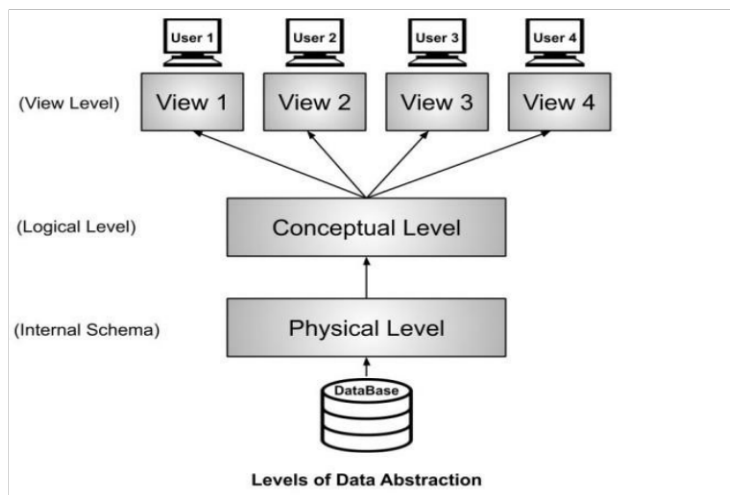 User 1
User 2
User 3
User 4
(View Level)
View 1
View 2
View 3
View 4
(Logical Level)
Conceptual Level
(Internal Schema)
Physical Level
DataBase
Levels of Data Abstraction